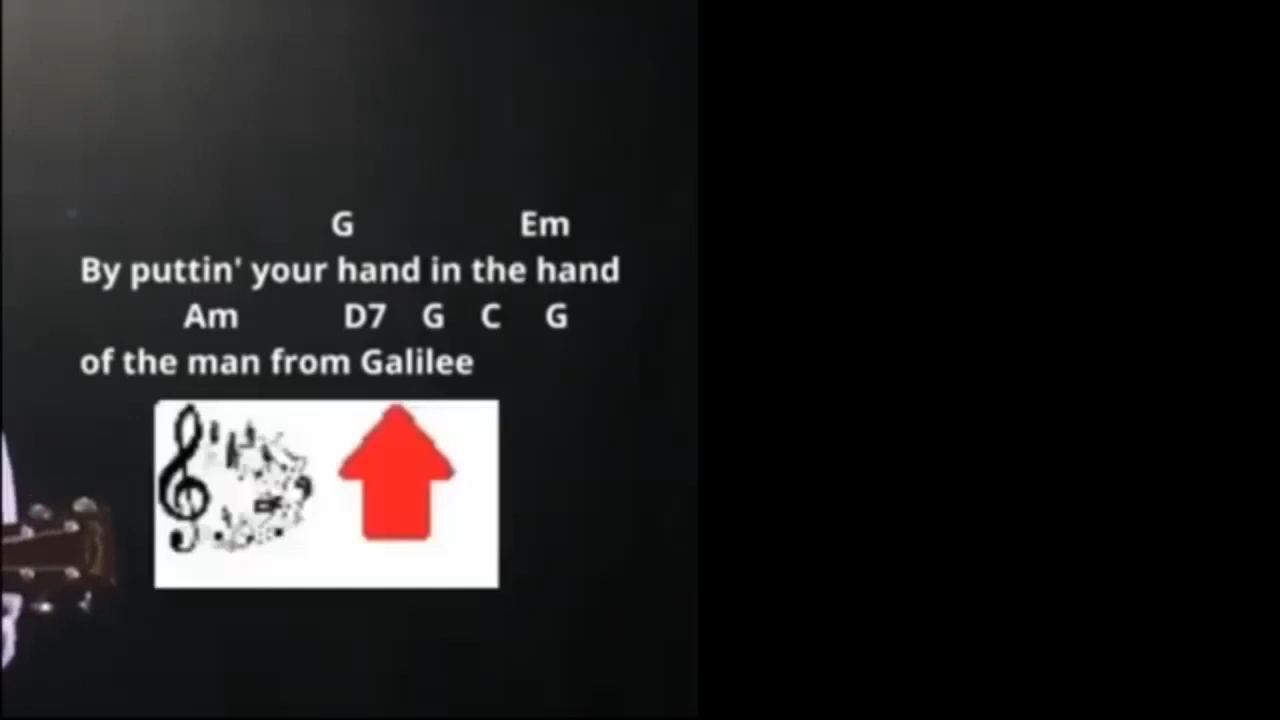 G Em
By puttin' your hand in the hand
Am D7 G C G
of the man from Galilee